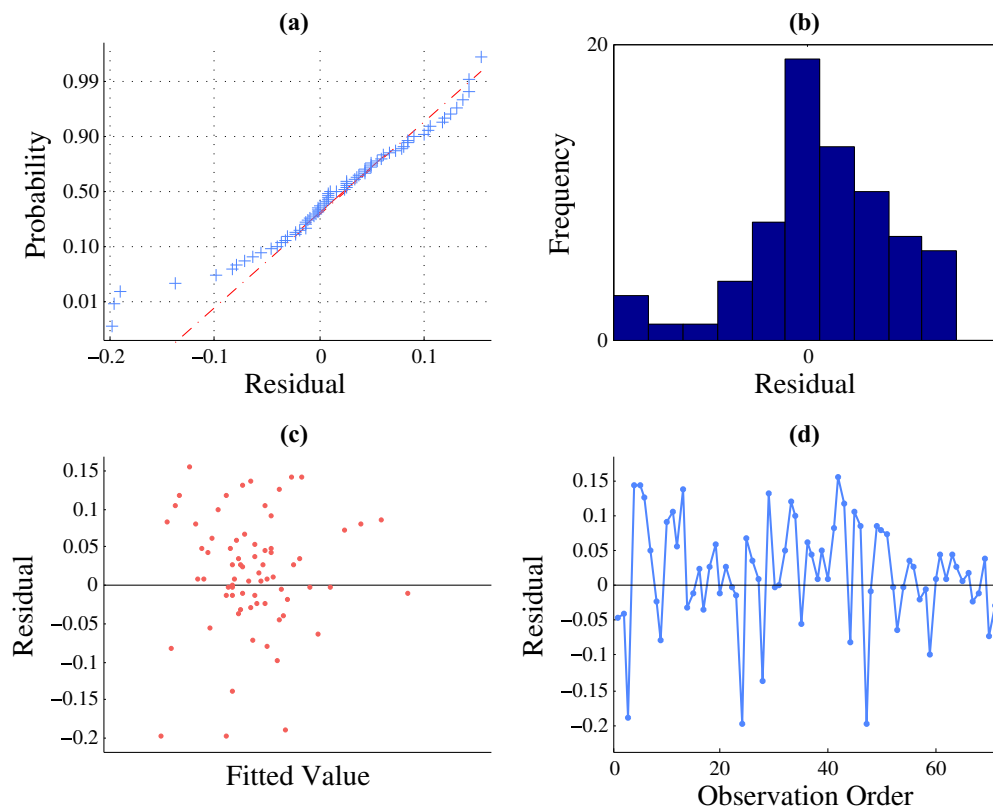 (a)
0.99
0.90
0.50
0.10
0.01
Probability
−0.2
−0.1
0
0.1
Residual
(b)
20
0
Frequency
0
Residual
(c)
0.15
0.1
0.05
0
−0.05
−0.1
−0.15
−0.2
Residual
Fitted Value
(d)
0.15
0.1
0.05
0
−0.05
−0.1
−0.15
−0.2
Residual
0
20
40
60
Observation Order